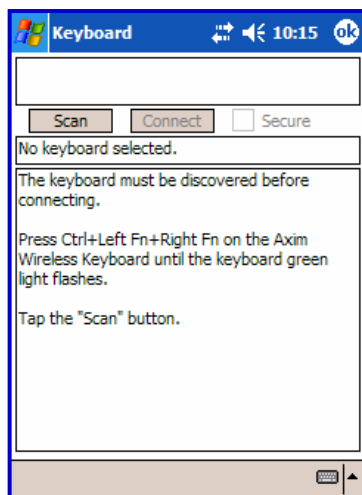 Keyboard 10:15 ok
Scan Connect Secure
No keyboard selected.
The keyboard must be discovered before
connecting.
Press Ctrl+Left Fn+Right Fn on the Axim
Wireless Keyboard until the keyboard green
light flashes.
Tap the "Scan" button.